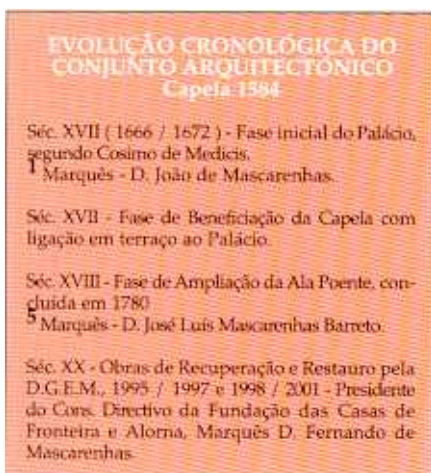 EVOLUÇÃO CRONOLÓGICA DO
CONJUNTO ARQUITECTÓNICO
Capela 1584
Séc. XVII ( 1666 / 1672 ) - Fase inicial do Palácio,
segundo Cosimo de Medicis.
1 Marquês - D. João de Mascarenhas.
Séc. XVII - Fase de Beneficiação da Capela com
ligação em terraço ao Palácio.
Séc. XVIII - Fase de Ampliação da Ala Poente, con-
cluída em 1780
5 Marquês - D. José Luís Mascarenhas Barreto.
Séc. XX - Obras de Recuperação e Restauro pela
D.G.E.M., 1995 / 1997 e 1998 / 2001 - Presidente
do Cons. Directivo da Fundação das Casas de
Fronteira e Alorna, Marquês D. Fernando de
Mascarenhas.